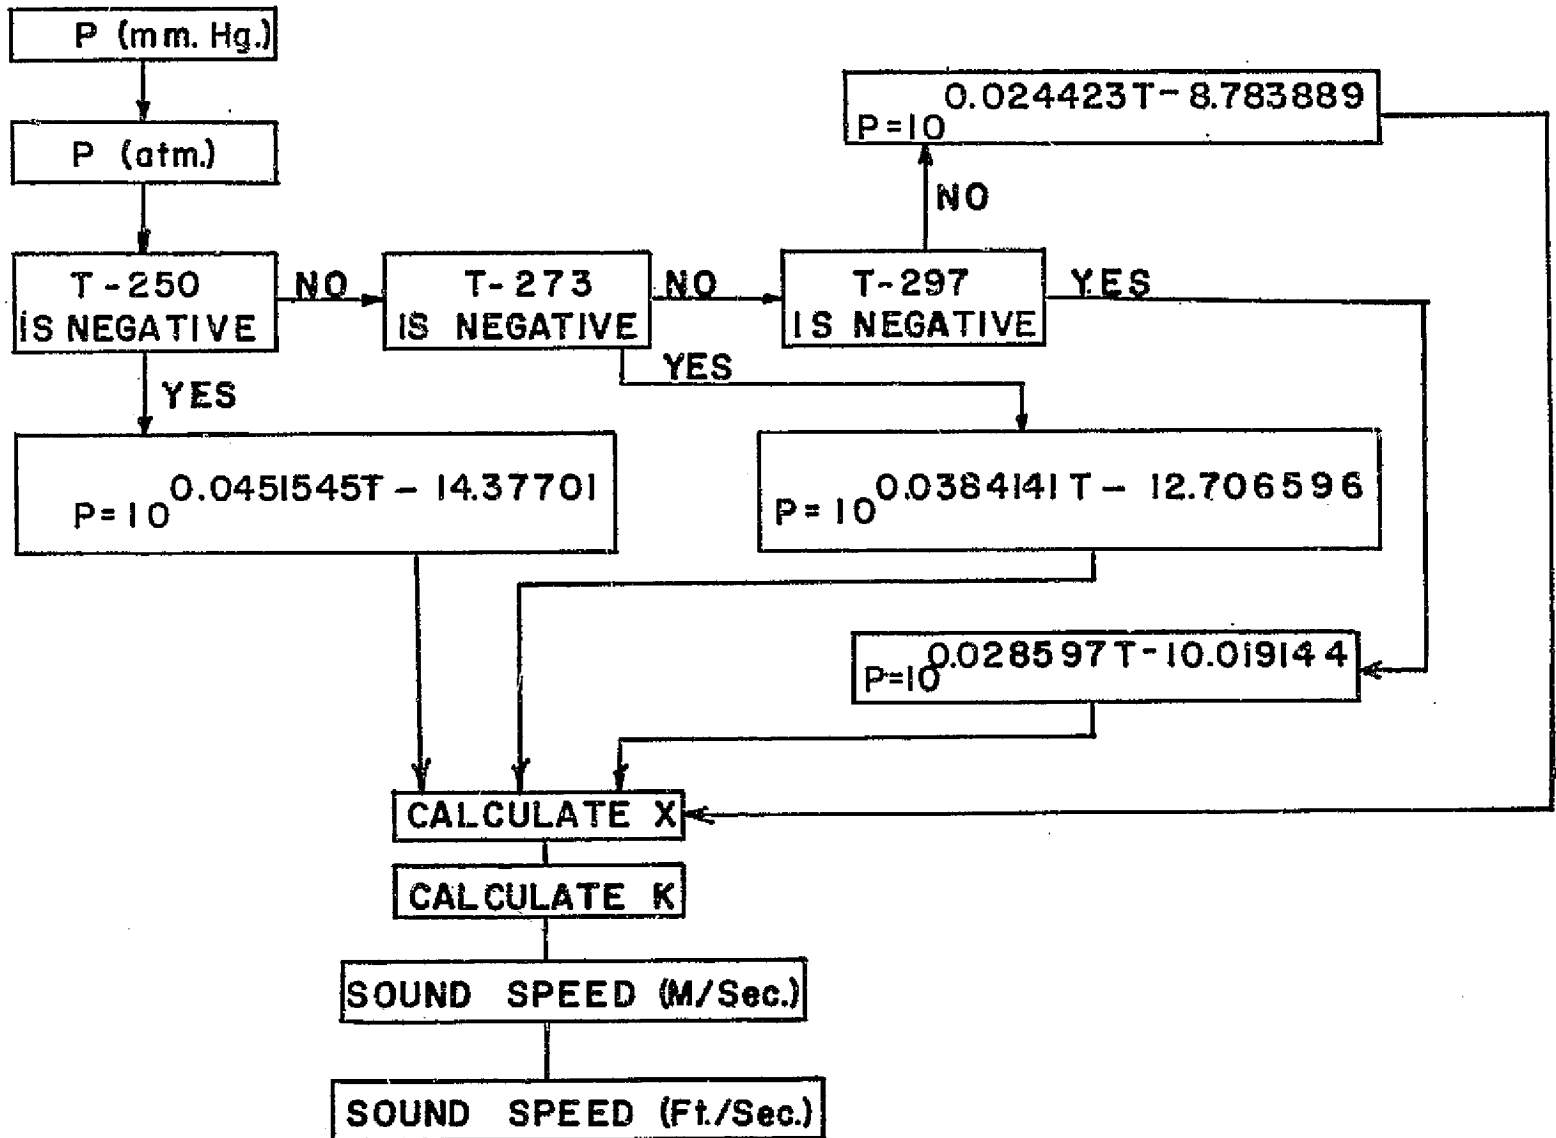 P (mm. Hg.)
P (atm.)
T-250
IS NEGATIVE
NO
T-273
IS NEGATIVE
NO
T-297
IS NEGATIVE
YES
NO
P=10 0.024423T-8.783889
YES
YES
P=10 0.0451545T - 14.37701
P=10 0.0384141T - 12.706596
P=10 0.028597T-10.019144
CALCULATE X
CALCULATE K
SOUND SPEED (M/Sec.)
SOUND SPEED (Ft./Sec.)